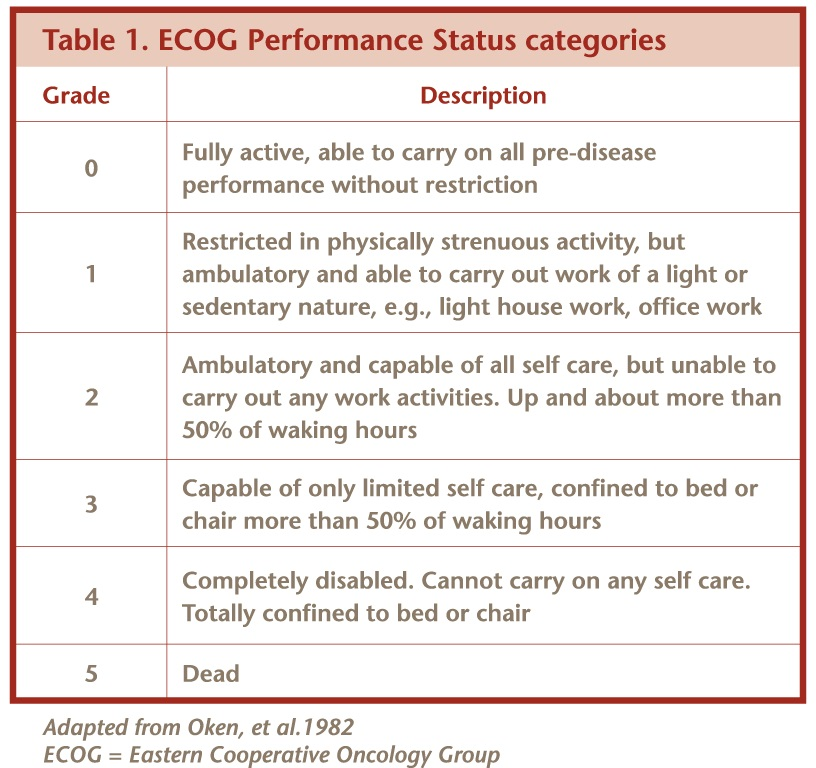 Table 1. ECOG Performance Status categories
Grade Description
0
Fully active, able to carry on all pre-disease
performance without restriction
1
Restricted in physically strenuous activity, but
ambulatory and able to carry out work of a light or
sedentary nature, e.g., light house work, office work
2
Ambulatory and capable of all self care, but unable to
carry out any work activities. Up and about more than
50% of waking hours
3
Capable of only limited self care, confined to bed or
chair more than 50% of waking hours
4
Completely disabled. Cannot carry on any self care.
Totally confined to bed or chair
5
Dead
Adapted from Oken, et al.1982
ECOG = Eastern Cooperative Oncology Group